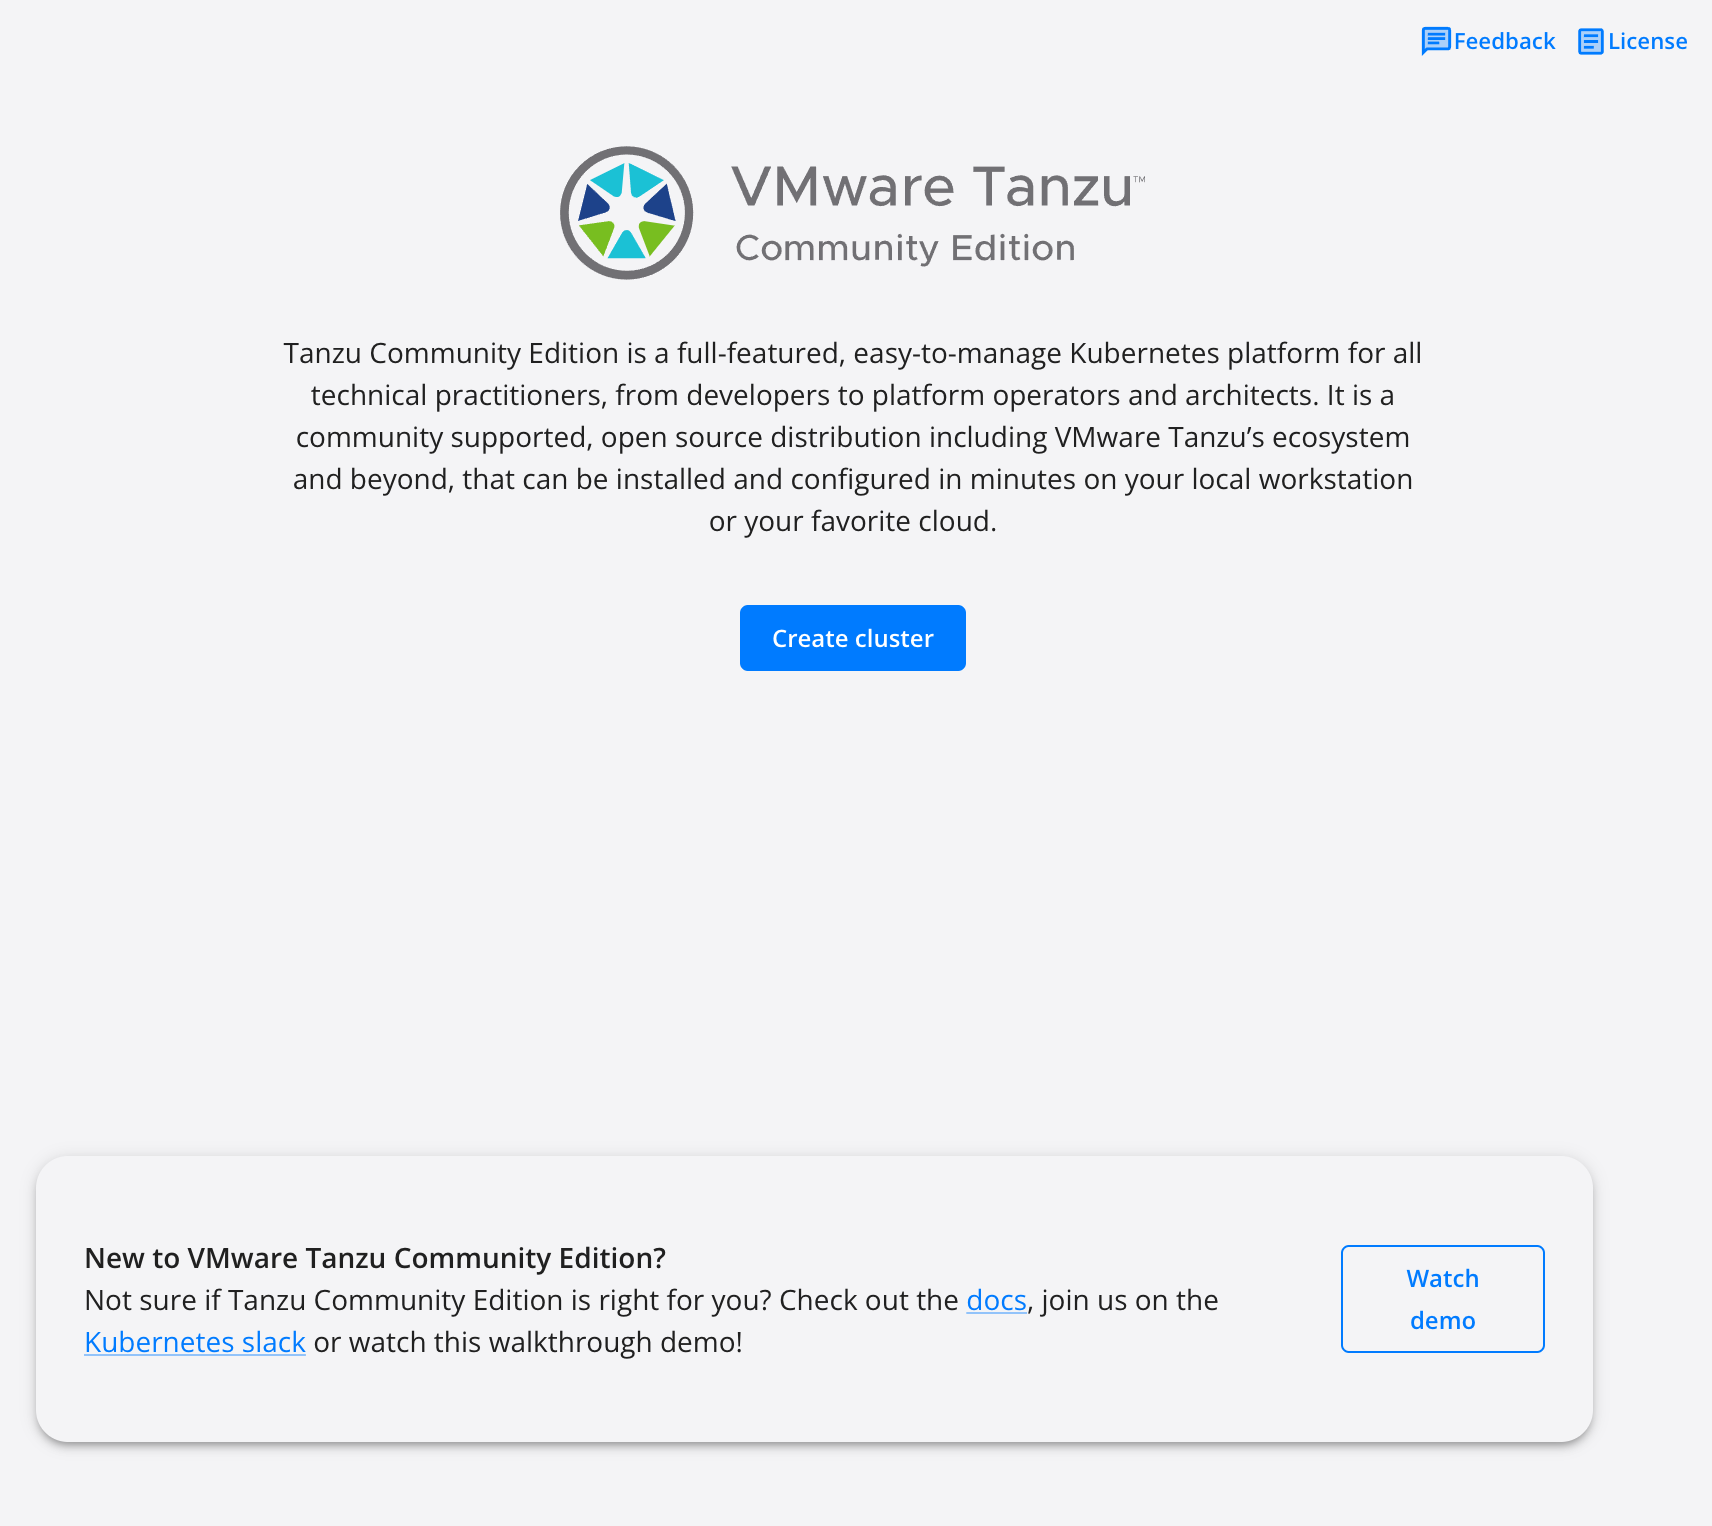 Feedback License
VMware Tanzu™
Community Edition
Tanzu Community Edition is a full-featured, easy-to-manage Kubernetes platform for all
technical practitioners, from developers to platform operators and architects. It is a
community supported, open source distribution including VMware Tanzu’s ecosystem
and beyond, that can be installed and configured in minutes on your local workstation
or your favorite cloud.
Create cluster
New to VMware Tanzu Community Edition?
Not sure if Tanzu Community Edition is right for you? Check out the docs, join us on the
Kubernetes slack or watch this walkthrough demo!
Watch
demo